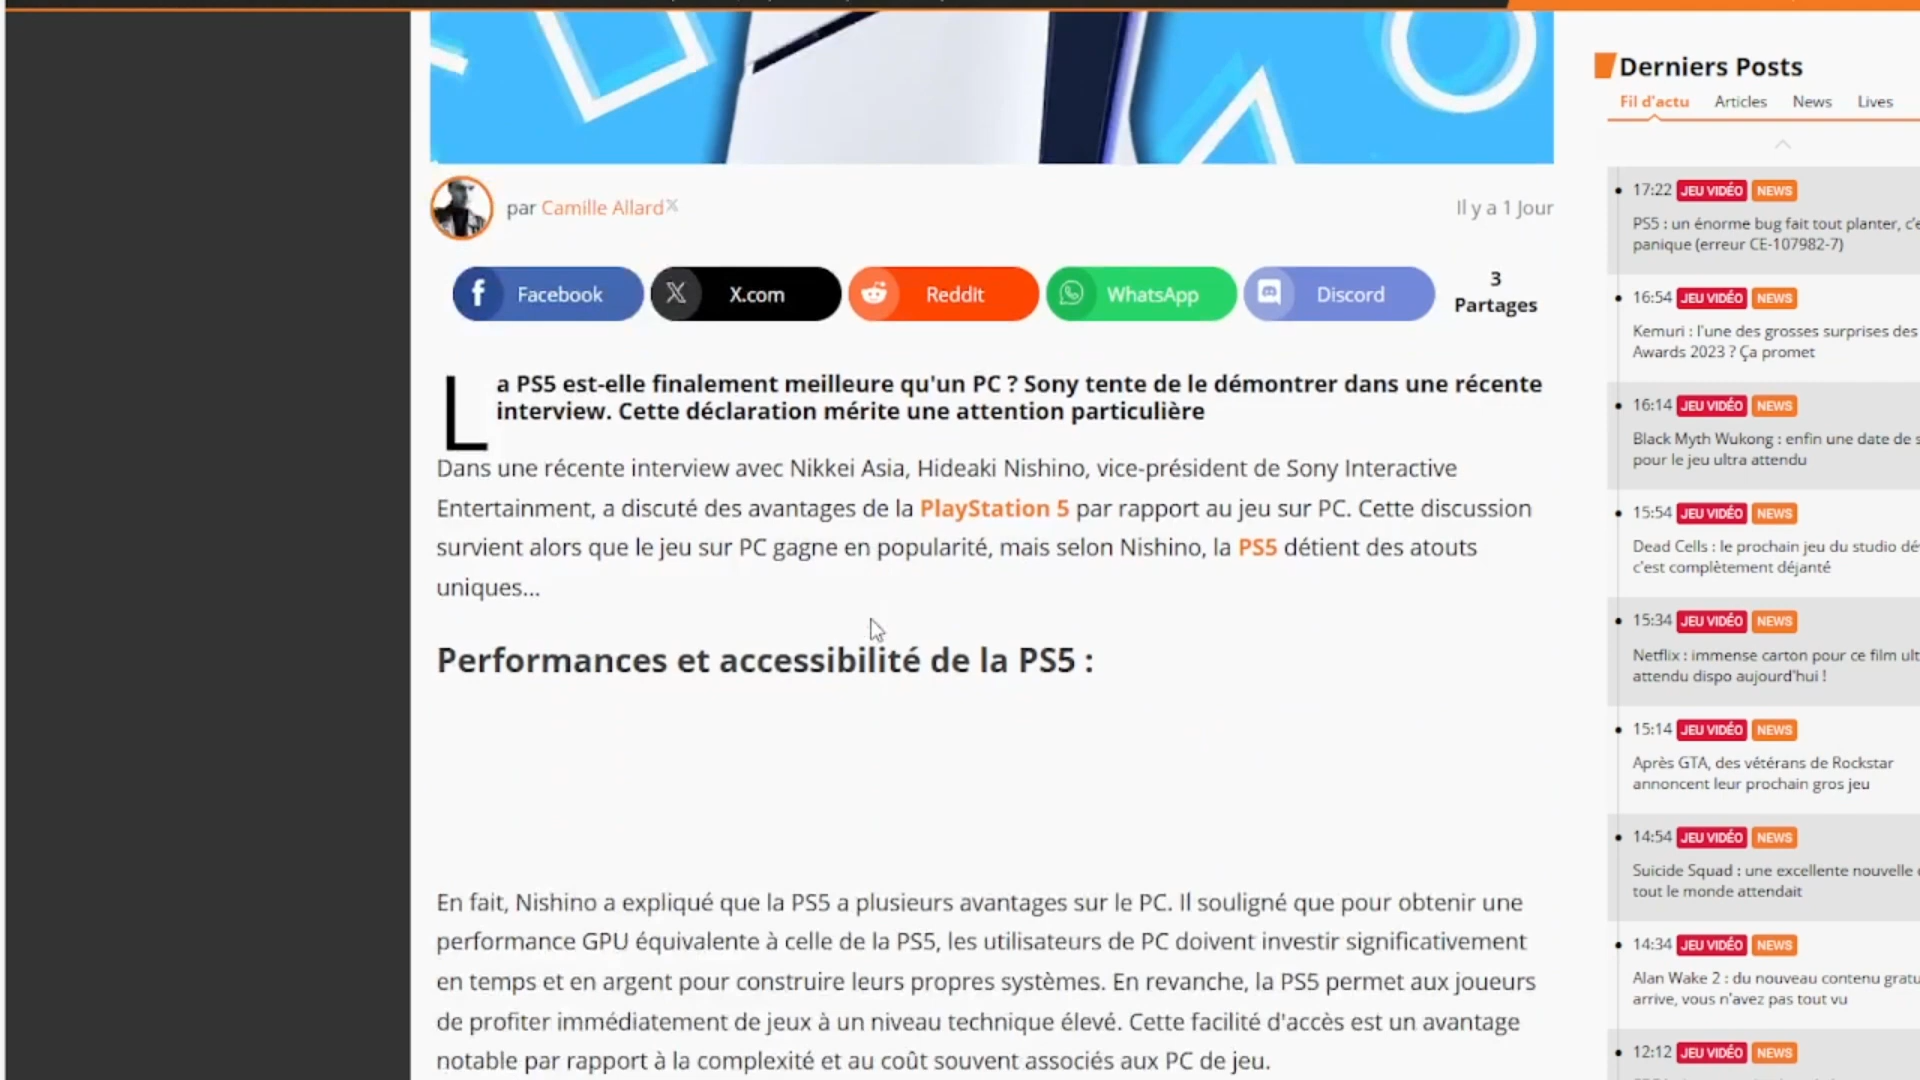 par Camille Allard
Il y a 1 Jour
Facebook
X.com
Reddit
WhatsApp
Discord
3
Partages
La PS5 est-elle finalement meilleure qu'un PC ? Sony tente de le démontrer dans une récente
interview. Cette déclaration mérite une attention particulière
Dans une récente interview avec Nikkei Asia, Hideaki Nishino, vice-président de Sony Interactive
Entertainment, a discuté des avantages de la PlayStation 5 par rapport au jeu sur PC. Cette discussion
survient alors que le jeu sur PC gagne en popularité, mais selon Nishino, la PS5 détient des atouts
uniques...
Performances et accessibilité de la PS5 :
En fait, Nishino a expliqué que la PS5 a plusieurs avantages sur le PC. Il souligné que pour obtenir une
performance GPU équivalente à celle de la PS5, les utilisateurs de PC doivent investir significativement
en temps et en argent pour construire leurs propres systèmes. En revanche, la PS5 permet aux joueurs
de profiter immédiatement de jeux à un niveau technique élevé. Cette facilité d'accès est un avantage
notable par rapport à la complexité et au coût souvent associés aux PC de jeu.
Derniers Posts
Fil d'actu Articles News Lives
17:22 JEU VIDÉO NEWS
PS5 : un énorme bug fait tout planter,
panique (erreur CE-107982-7)
16:54 JEU VIDÉO NEWS
Kemuri : l'une des grosses surprises des
Awards 2023 ? Ça promet
16:14 JEU VIDÉO NEWS
Black Myth Wukong : enfin une date de
pour le jeu ultra attendu
15:54 JEU VIDÉO NEWS
Dead Cells : le prochain jeu du studio
c'est complètement déjanté
15:34 JEU VIDÉO NEWS
Netflix : immense carton pour ce film
attendu dispo aujourd'hui !
15:14 JEU VIDÉO NEWS
Après GTA, des vétérans de Rockstar
annoncent leur prochain gros jeu
14:54 JEU VIDÉO NEWS
Suicide Squad : une excellente nouvelle
tout le monde attendait
14:34 JEU VIDÉO NEWS
Alan Wake 2 : du nouveau contenu
arrive, vous n'avez pas tout vu
12:12 JEU VIDÉO NEWS